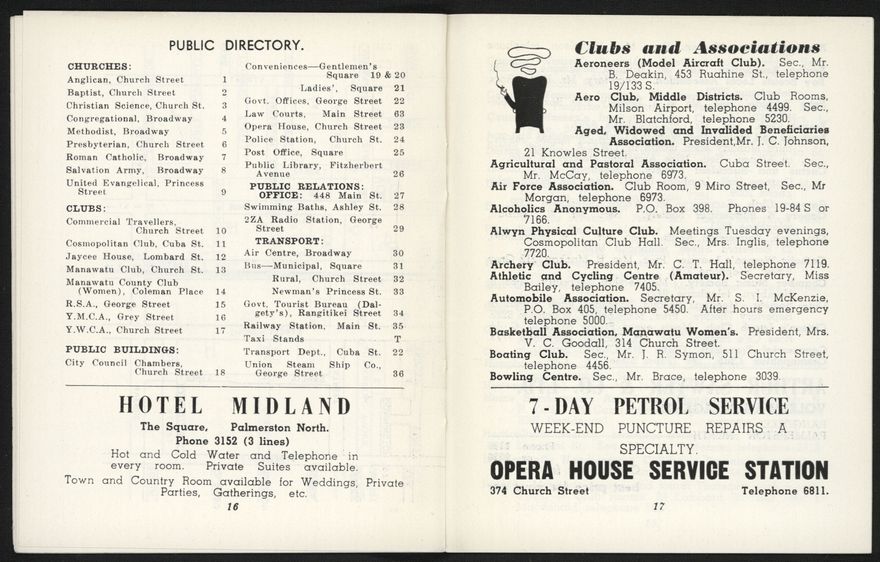 PUBLIC DIRECTORY.
CHURCHES:
Anglican, Church Street 1
Baptist, Church Street 2
Christian Science, Church St. 3
Congregational, Broadway 4
Methodist, Broadway 5
Presbyterian, Church Street 6
Roman Catholic, Broadway 7
Salvation Army, Broadway 8
United Evangelical, Princess
Street 9
CLUBS:
Commercial Travellers,
Church Street 10
Cosmopolitan Club, Cuba St. 11
Jaycee House, Lombard St. 12
Manawatu Club, Church St. 13
Manawatu County Club
(Women), Coleman Place 14
R.S.A., George Street 15
Y.M.C.A., Grey Street 16
Y.W.C.A., Church Street 17
PUBLIC BUILDINGS:
City Council Chambers,
Church Street 18
Conveniences—Gentlemen's
Square 19 & 20
Ladies', Square 21
Govt. Offices, George Street 22
Law Courts, Main Street 63
Opera House, Church Street 23
Police Station, Church St. 24
Post Office, Square 25
Public Library, Fitzherbert
Avenue 26
PUBLIC RELATIONS:
OFFICE: 448 Main St. 27
Swimming Baths, Ashley St. 28
2ZA Radio Station, George
Street 29
TRANSPORT:
Air Centre, Broadway 30
Bus—Municipal, Square 31
Rural, Church Street 32
Newman's Princess St. 33
Govt. Tourist Bureau (Dal-
gety's), Rangitikei Street 34
Railway Station, Main St. 35
Taxi Stands T
Transport Dept., Cuba St. 22
Union Steam Ship Co.,
George Street 36
HOTEL MIDLAND
The Square, Palmerston North.
Phone 3152 (3 lines)
Hot and Cold Water and Telephone in
every room. Private Suites available.
Town and Country Room available for Weddings, Private
Parties, Gatherings, etc.
16
Clubs and Associations
Aeroneers (Model Aircraft Club). Sec., Mr.
B. Deakin, 453 Ruahine St., telephone
19/133 S.
Aero Club, Middle Districts. Club Rooms,
Milson Airport, telephone 4499. Sec.,
Mr. Blatchford, telephone 5230.
Aged, Widowed and Invalided Beneficiaries
Association. President, Mr. J. C. Johnson,
21 Knowles Street.
Agricultural and Pastoral Association. Cuba Street. Sec.,
Mr. McCay, telephone 6973.
Air Force Association. Club Room, 9 Miro Street, Sec., Mr
Morgan, telephone 6973.
Alcoholics Anonymous. P.O. Box 398. Phones 19-84 S or
7166.
Alwyn Physical Culture Club. Meetings Tuesday evenings,
Cosmopolitan Club Hall. Sec., Mrs. Inglis, telephone
7720.
Archery Club. President, Mr. C. T. Hall, telephone 7119.
Athletic and Cycling Centre (Amateur). Secretary, Miss
Bailey, telephone 7405.
Automobile Association. Secretary, Mr. S. I. McKenzie,
P.O. Box 405, telephone 5450. After hours emergency
telephone 5000.
Basketball Association, Manawatu Women's. President, Mrs.
V. C. Goodall, 314 Church Street.
Boating Club. Sec., Mr. J. R. Symon, 511 Church Street,
telephone 4456.
Bowling Centre. Sec., Mr. Brace, telephone 3039.
7-DAY PETROL SERVICE
WEEK-END PUNCTURE REPAIRS A
SPECIALTY.
OPERA HOUSE SERVICE STATION
374 Church Street Telephone 6811.
17